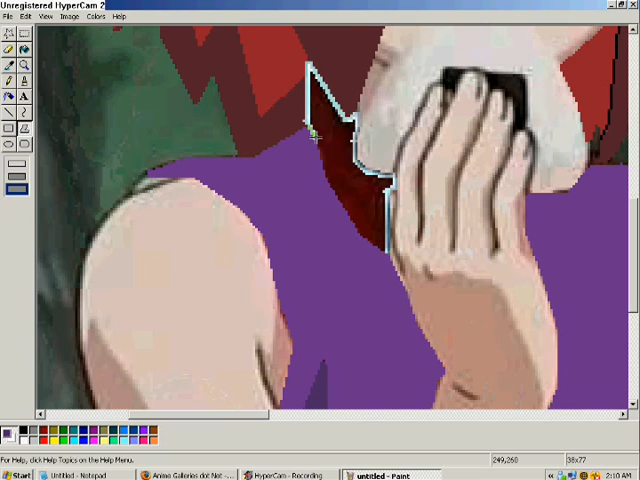 Unregistered HyperCam 2
File Edit View Image Colors Help
For Help, click Help Topics on the Help Menu.
249,260
38x77
Start
Untitled - Notepad
Anime Galleries dot Net -...
HyperCam - Recording
untitled - Paint
2:10 AM